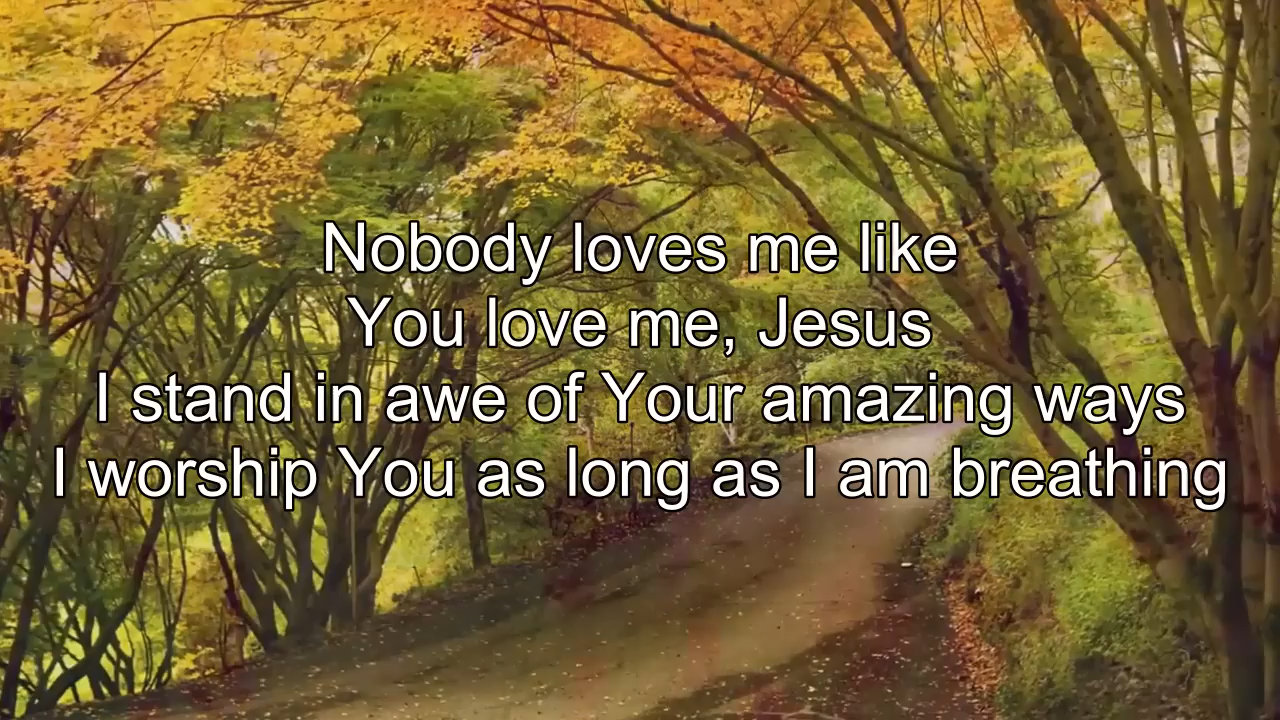 Nobody loves me like
You love me, Jesus
I stand in awe of Your amazing ways
I worship You as long as I am breathing